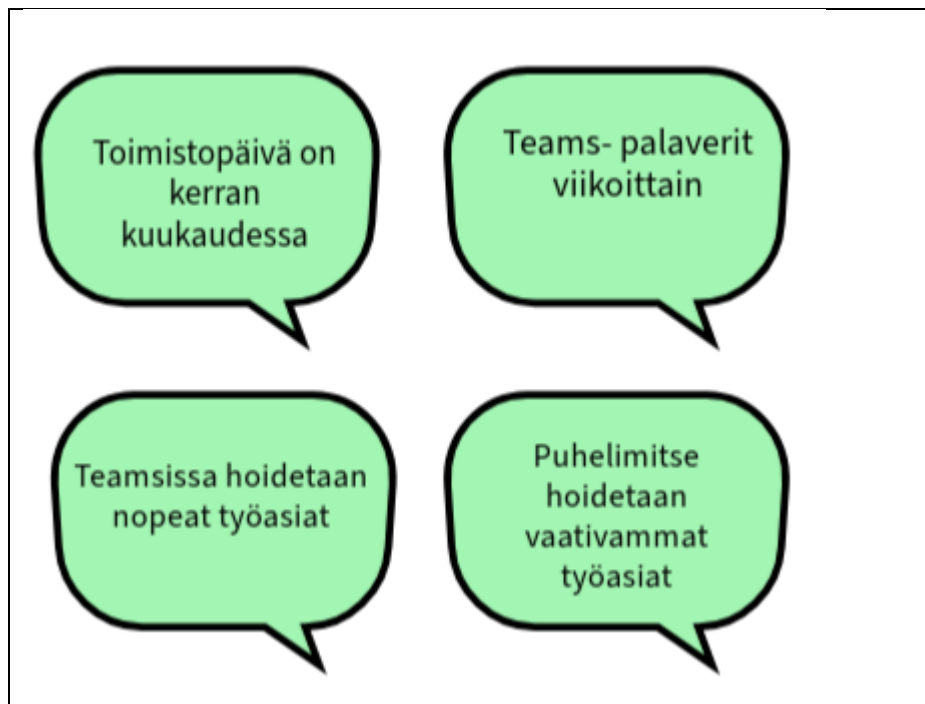 Toimistopäivä on
kerran
kuukaudessa
Teams- palaverit
viikoittain
Teamsissa hoidetaan
nopeat työasiat
Puhelimitse
hoidetaan
vaativammat
työasiat